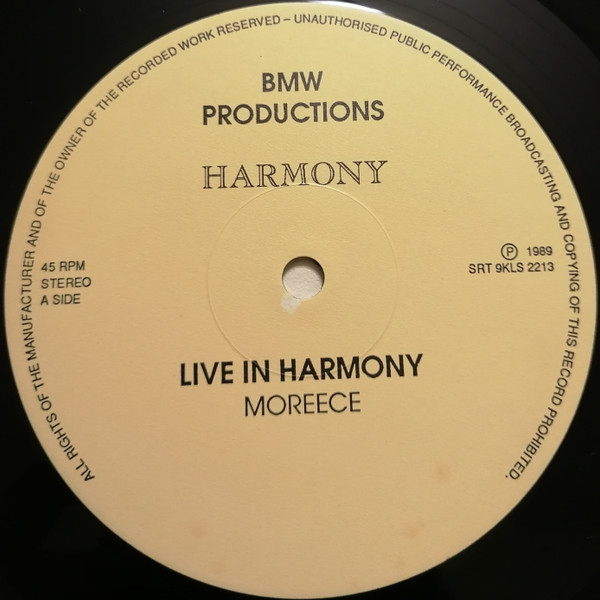 ALL RIGHTS OF THE MANUFACTURER AND OF THE OWNER OF THE RECORDED WORK RESERVED – UNAUTHORISED PUBLIC PERFORMANCE BROADCASTING AND COPYING OF THIS RECORD PROHIBITED.
BMW
PRODUCTIONS
HARMONY
45 RPM
STEREO
A SIDE
℗ 1989
SRT 9KLS 2213
LIVE IN HARMONY
MOREECE